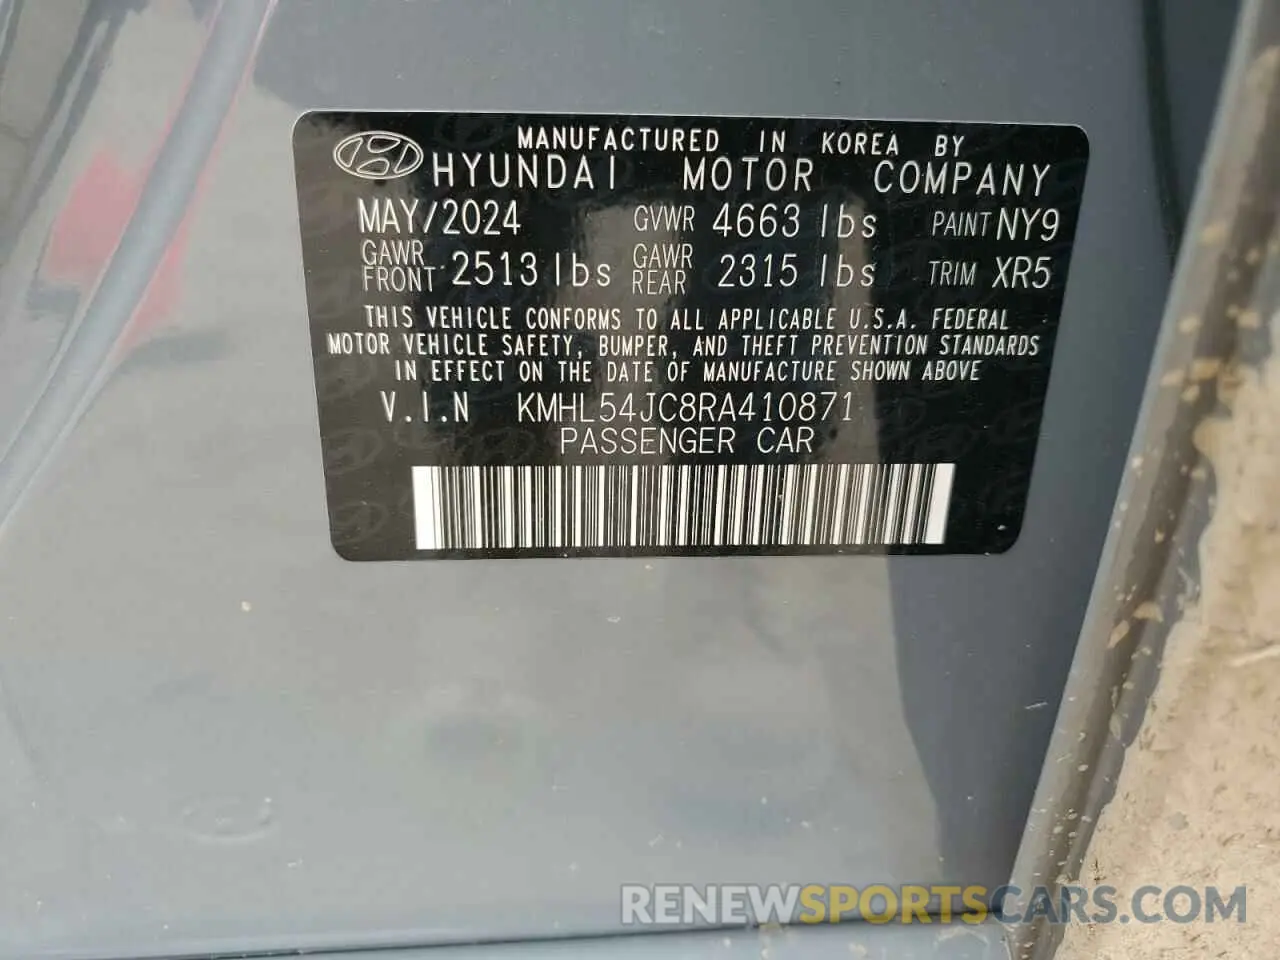 MANUFACTURED IN KOREA BY
HYUNDAI MOTOR COMPANY
MAY/2024 GVWR 4663 lbs PAINT NY9
GAWR FRONT 2513 lbs GAWR REAR 2315 lbs TRIM XR5
THIS VEHICLE CONFORMS TO ALL APPLICABLE U.S.A. FEDERAL
MOTOR VEHICLE SAFETY, BUMPER, AND THEFT PREVENTION STANDARDS
IN EFFECT ON THE DATE OF MANUFACTURE SHOWN ABOVE
V.I.N KMHL54JC8RA410871
PASSENGER CAR
RENEWSPORTSCARS.COM